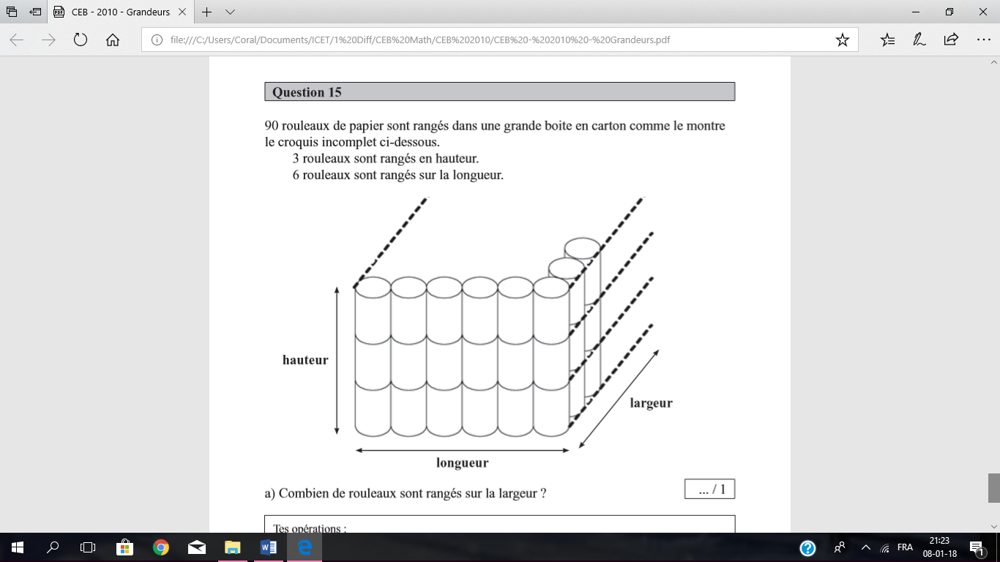 CEB - 2010 - Grandeurs
file:///C:/Users/Coral/Documents/ICET/1%20Diff/CEB%20Math/CEB%202010/CEB%20-%202010%20-%20Grandeurs.pdf
Question 15
90 rouleaux de papier sont rangés dans une grande boite en carton comme le montre
le croquis incomplet ci-dessous.
3 rouleaux sont rangés en hauteur.
6 rouleaux sont rangés sur la longueur.
hauteur
largeur
longueur
a) Combien de rouleaux sont rangés sur la largeur ?
... / 1
Tes opérations :
FRA
21:23
08-01-18
1